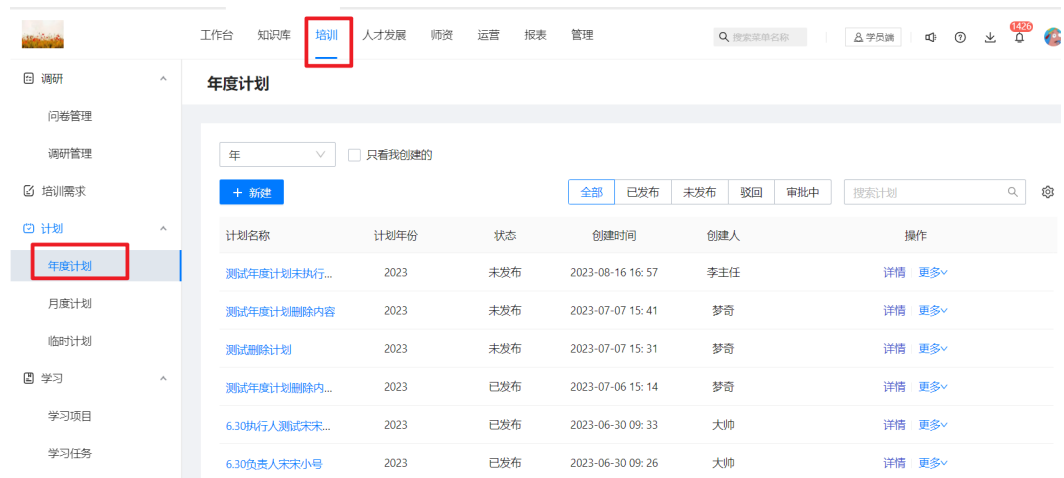 工作台 知识库 培训 人才发展 师资 运营 报表 管理 搜索菜单名称 学员端 1426
调研
问卷管理
调研管理
培训需求
计划
年度计划
月度计划
临时计划
学习
学习项目
学习任务
年度计划
年 只看我创建的
+ 新建 全部 已发布 未发布 驳回 审批中 搜索计划
计划名称 计划年份 状态 创建时间 创建人 操作
测试年度计划未执行... 2023 未发布 2023-08-16 16:57 李主任 详情 更多
测试年度计划删除内容 2023 未发布 2023-07-07 15:41 梦奇 详情 更多
测试删除计划 2023 未发布 2023-07-07 15:31 梦奇 详情 更多
测试年度计划删除内... 2023 已发布 2023-07-06 15:14 梦奇 详情 更多
6.30执行人测试宋宋... 2023 已发布 2023-06-30 09:33 大帅 详情 更多
6.30负责人宋宋小号 2023 已发布 2023-06-30 09:26 大帅 详情 更多